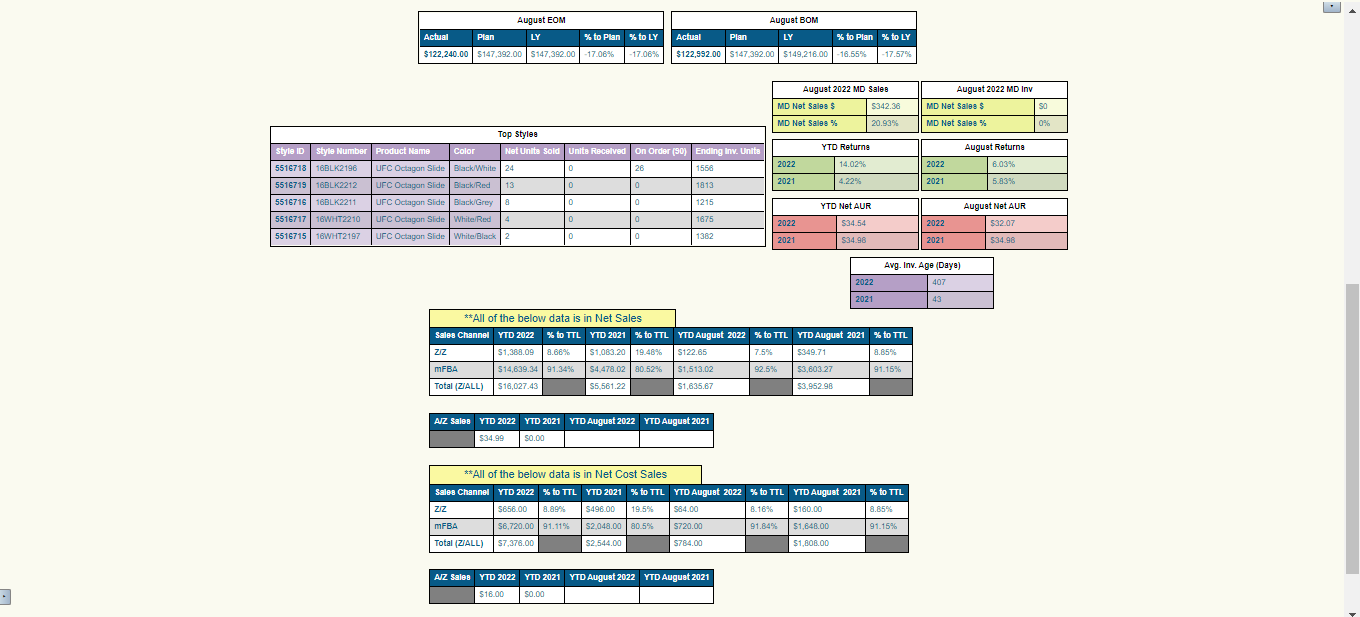 August EOM
Actual Plan LY % to Plan % to LY
$122,240.00 $147,392.00 $147,392.00 -17.06% -17.06%
August BOM
Actual Plan LY % to Plan % to LY
$122,992.00 $147,392.00 $149,216.00 -16.55% -17.57%
August 2022 MD Sales
MD Net Sales $ $342.36
MD Net Sales % 20.93%
August 2022 MD Inv
MD Net Sales $ $0
MD Net Sales % 0%
Top Styles
Style ID Style Number Product Name Color Net Units Sold Units Received On Order (50) Ending Inv. Units
5516718 16BLK2196 UFC Octagon Slide Black/White 24 0 26 1556
5516719 16BLK2212 UFC Octagon Slide Black/Red 13 0 0 1813
5516716 16BLK2211 UFC Octagon Slide Black/Grey 8 0 0 1215
5516717 16WHT2210 UFC Octagon Slide White/Red 4 0 0 1675
5516715 16WHT2197 UFC Octagon Slide White/Black 2 0 0 1382
YTD Returns
2022 14.02%
2021 4.22%
August Returns
2022 6.03%
2021 5.83%
YTD Net AUR
2022 $34.54
2021 $34.98
August Net AUR
2022 $32.07
2021 $34.98
Avg. Inv. Age (Days)
2022 407
2021 43
**All of the below data is in Net Sales
Sales Channel YTD 2022 % to TTL YTD 2021 % to TTL YTD August 2022 % to TTL YTD August 2021 % to TTL
Z/Z $1,388.09 8.66% $1,083.20 19.48% $122.65 7.5% $349.71 8.85%
mFBA $14,639.34 91.34% $4,478.02 80.52% $1,513.02 92.5% $3,603.27 91.15%
Total (Z/ALL) $16,027.43 $5,561.22 $1,635.67 $3,952.98
A/Z Sales YTD 2022 YTD 2021 YTD August 2022 YTD August 2021
$34.99 $0.00
**All of the below data is in Net Cost Sales
Sales Channel YTD 2022 % to TTL YTD 2021 % to TTL YTD August 2022 % to TTL YTD August 2021 % to TTL
Z/Z $656.00 8.89% $496.00 19.5% $64.00 8.16% $160.00 8.85%
mFBA $6,720.00 91.11% $2,048.00 80.5% $720.00 91.84% $1,648.00 91.15%
Total (Z/ALL) $7,376.00 $2,544.00 $784.00 $1,808.00
A/Z Sales YTD 2022 YTD 2021 YTD August 2022 YTD August 2021
$16.00 $0.00